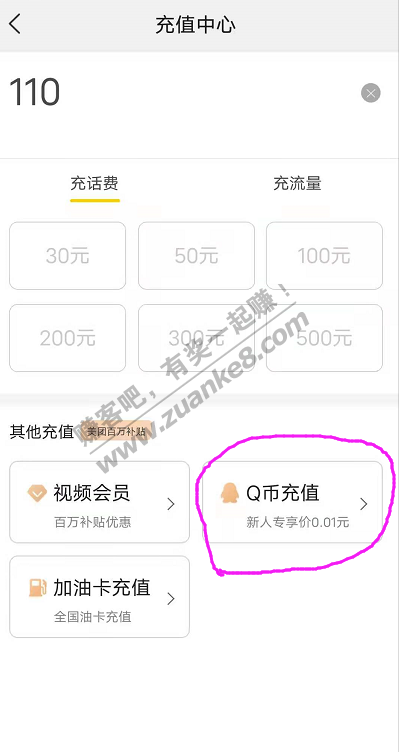 充值中心
110
充话费
充流量
30元
50元
100元
200元
300元
500元
赚客吧，有奖一起赚！
www.zuanke8.com
其他充值 美团百万补贴
视频会员
百万补贴优惠
Q币充值
新人专享价0.01元
加油卡充值
全国油卡充值